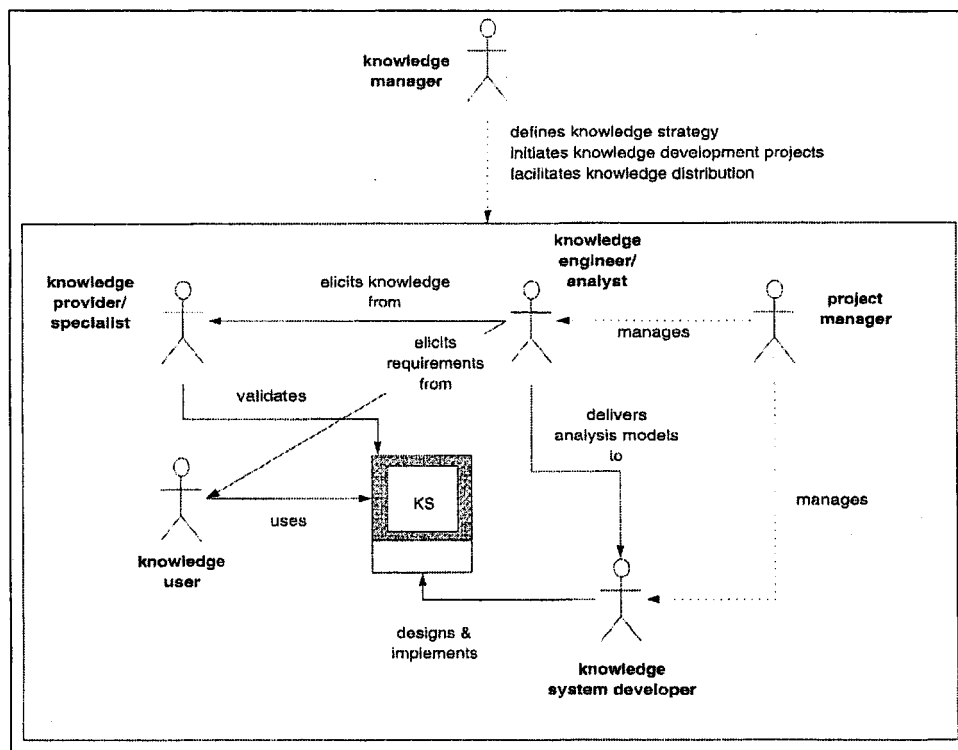 knowledge
manager
defines knowledge strategy
initiates knowledge development projects
facilitates knowledge distribution
knowledge
provider/
specialist
elicits knowledge
from
knowledge
engineer/
analyst
manages
project
manager
elicits
requirements
from
validates
delivers
analysis models
to
KS
uses
manages
knowledge
user
designs &
implements
knowledge
system developer